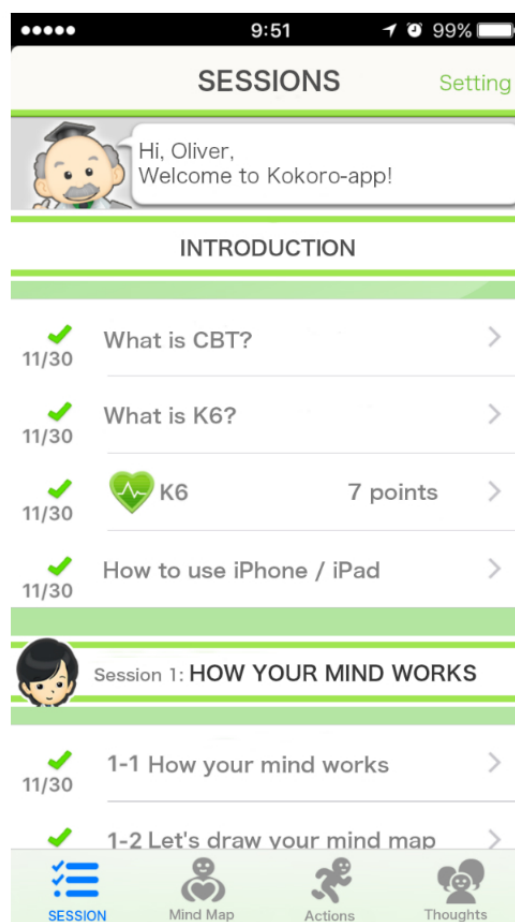 9:51
99%
SESSIONS
Setting
Hi, Oliver,
Welcome to Kokoro-app!
INTRODUCTION
What is CBT?
11/30
What is K6?
11/30
K6 7 points
11/30
How to use iPhone / iPad
11/30
Session 1: HOW YOUR MIND WORKS
1-1 How your mind works
11/30
1-2 Let's draw your mind map
SESSION Mind Map Actions Thoughts